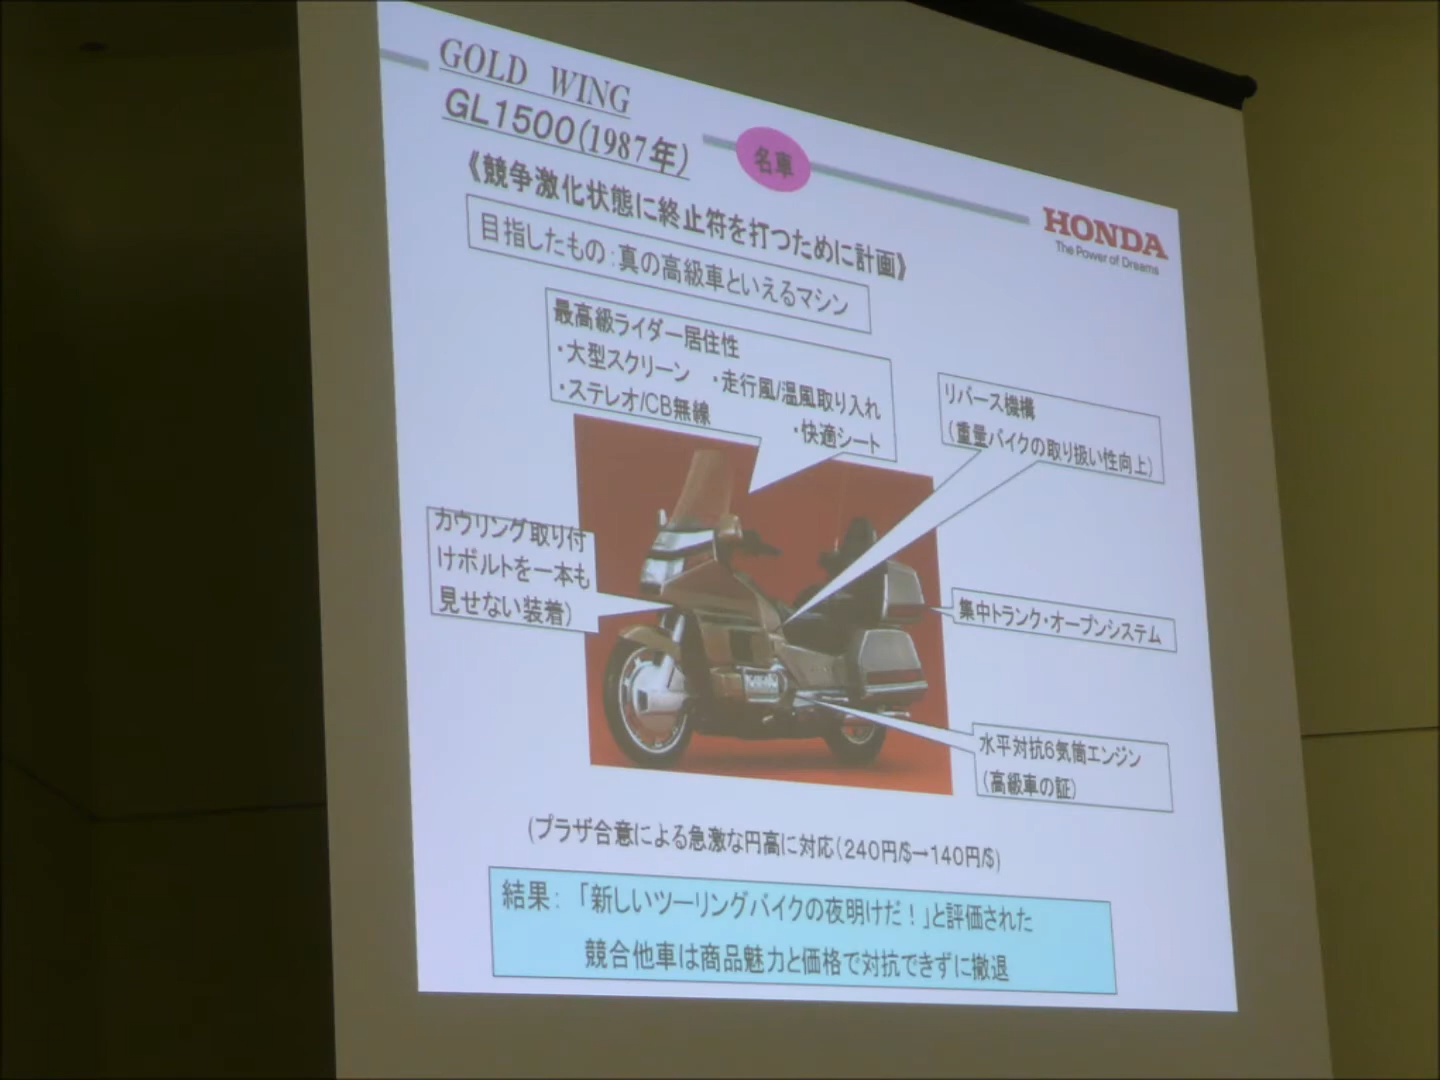 GOLD WING
GL1500(1987年)
名車
HONDA
The Power of Dreams
《競争激化状態に終止符を打つために計画》
目指したもの：真の高級車といえるマシン
最高級ライダー居住性
・大型スクリーン ・走行風/温風取り入れ
・ステレオ/CB無線 ・快適シート
リバース機構
(重量バイクの取り扱い性向上)
カウリング取り付
けボルトを一本も
見せない装着)
集中トランク・オープンシステム
水平対抗6気筒エンジン
(高級車の証)
(プラザ合意による急激な円高に対応(240円/$→140円/$)
結果：「新しいツーリングバイクの夜明けだ！」と評価された
競合他車は商品魅力と価格で対抗できずに撤退